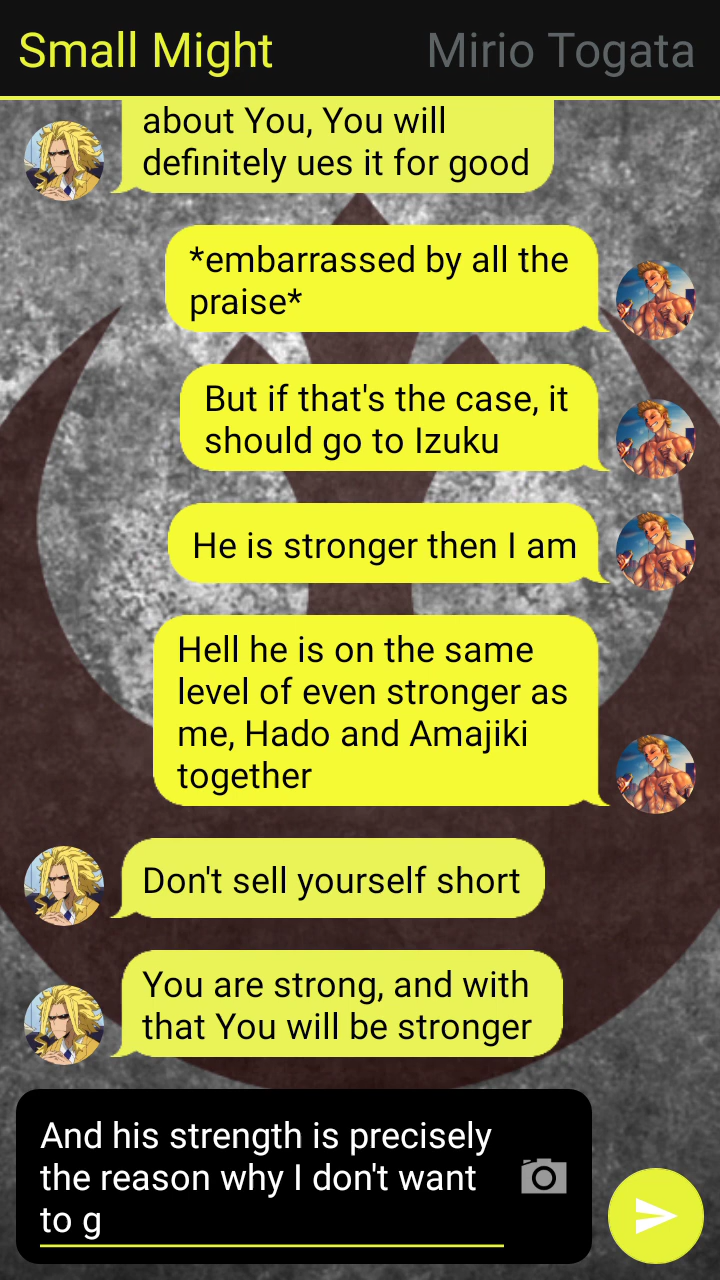 Small Might
Mirio Togata
about You, You will
definitely ues it for good
*embarrassed by all the
praise*
But if that's the case, it
should go to Izuku
He is stronger then I am
Hell he is on the same
level of even stronger as
me, Hado and Amajiki
together
Don't sell yourself short
You are strong, and with
that You will be stronger
And his strength is precisely
the reason why I don't want
to g